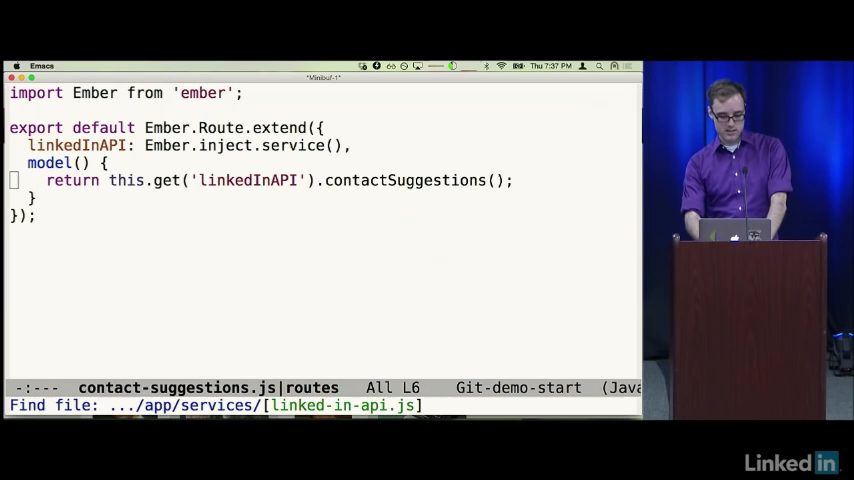 Emacs
Thu 7:37 PM
*Minibuf-1*
import Ember from 'ember';
export default Ember.Route.extend({
linkedInAPI: Ember.inject.service(),
model() {
return this.get('linkedInAPI').contactSuggestions();
}
});
-:--- contact-suggestions.js|routes All L6 Git-demo-start (Java
Find file: .../app/services/[linked-in-api.js]
Linked in